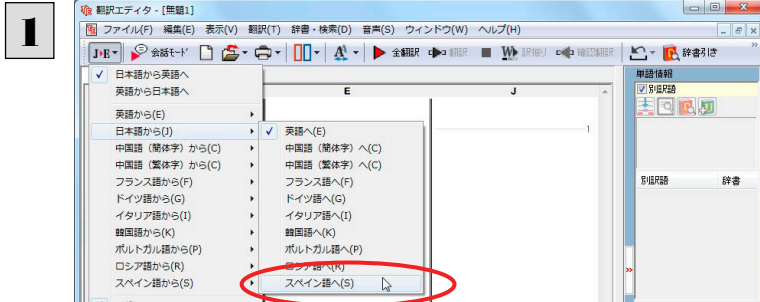 1
翻訳エディタ - [無題1]
ファイル(F) 編集(E) 表示(V) 翻訳(T) 辞書・検索(D) 音声(S) ウィンドウ(W) ヘルプ(H)
J▸E 会話モード 全翻訳 翻訳 訳振り 確認翻訳 辞書引き
✓ 日本語から英語へ
英語から日本語へ
英語から(E)
日本語から(J)
中国語（簡体字）から(C)
中国語（繁体字）から(C)
フランス語から(F)
ドイツ語から(G)
イタリア語から(I)
韓国語から(K)
ポルトガル語から(P)
ロシア語から(R)
スペイン語から(S)
E J
✓ 英語へ(E)
中国語（簡体字）へ(C)
中国語（繁体字）へ(C)
フランス語へ(F)
ドイツ語へ(G)
イタリア語へ(I)
韓国語へ(K)
ポルトガル語へ(P)
ロシア語へ(R)
スペイン語へ(S)
1
単語情報
✓ 別訳語
別訳語 辞書